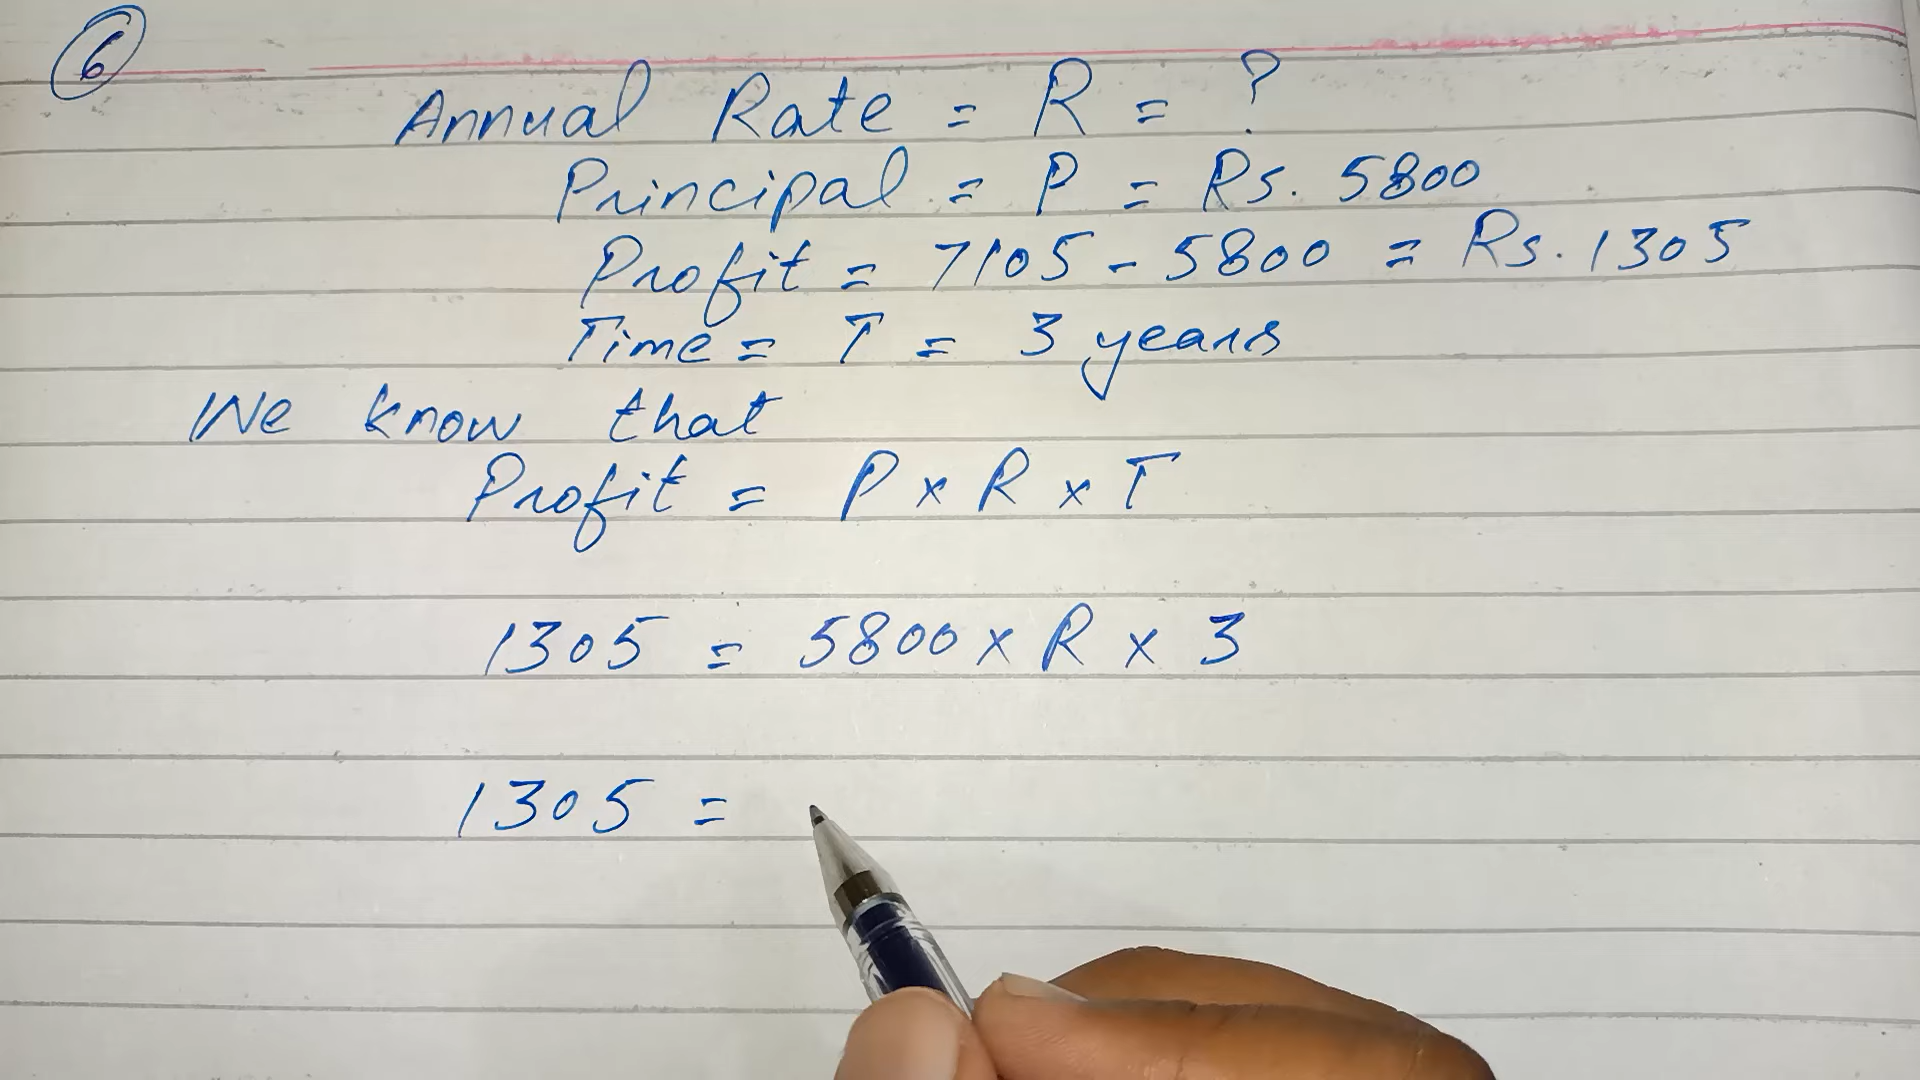 6
Annual Rate = R = ?
Principal = P = Rs. 5800
Profit = 7105 - 5800 = Rs. 1305
Time = T = 3 years
We know that
Profit = P × R × T
1305 = 5800 × R × 3
1305 =